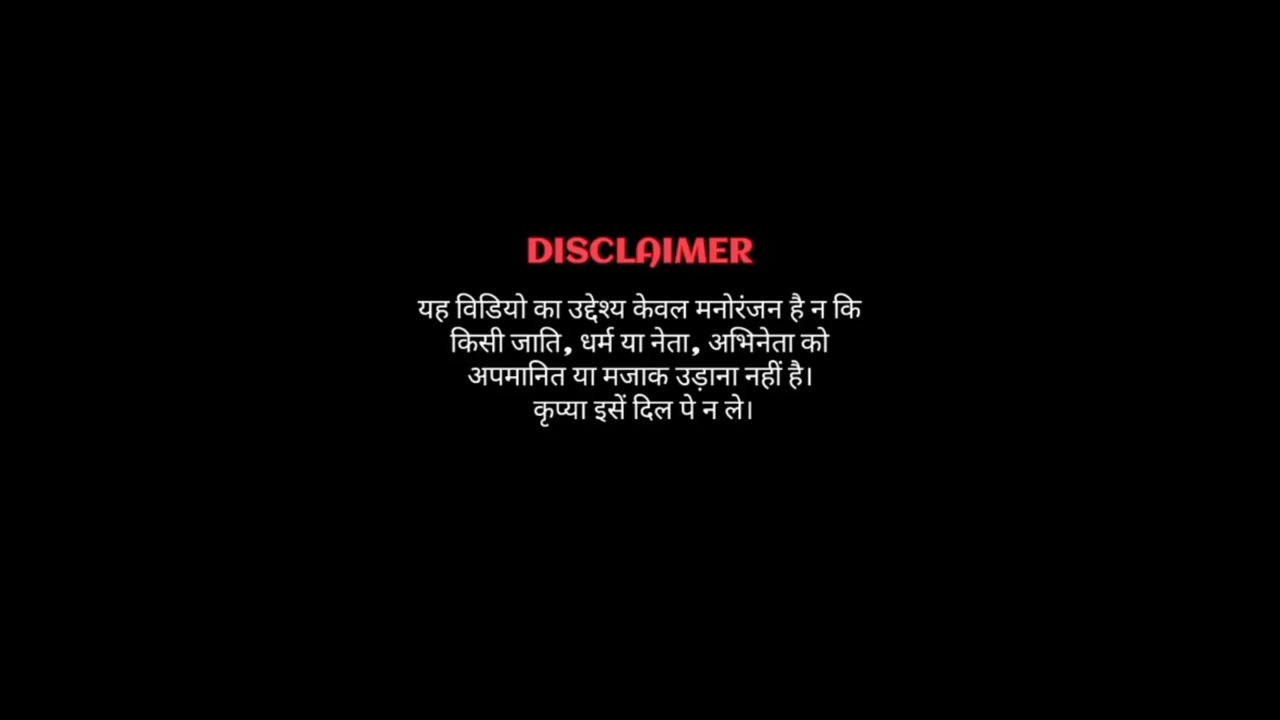 DISCLAIMER
यह विडियो का उद्देश्य केवल मनोरंजन है न कि
किसी जाति, धर्म या नेता, अभिनेता को
अपमानित या मजाक उड़ाना नहीं है।
कृप्या इसें दिल पे न ले।